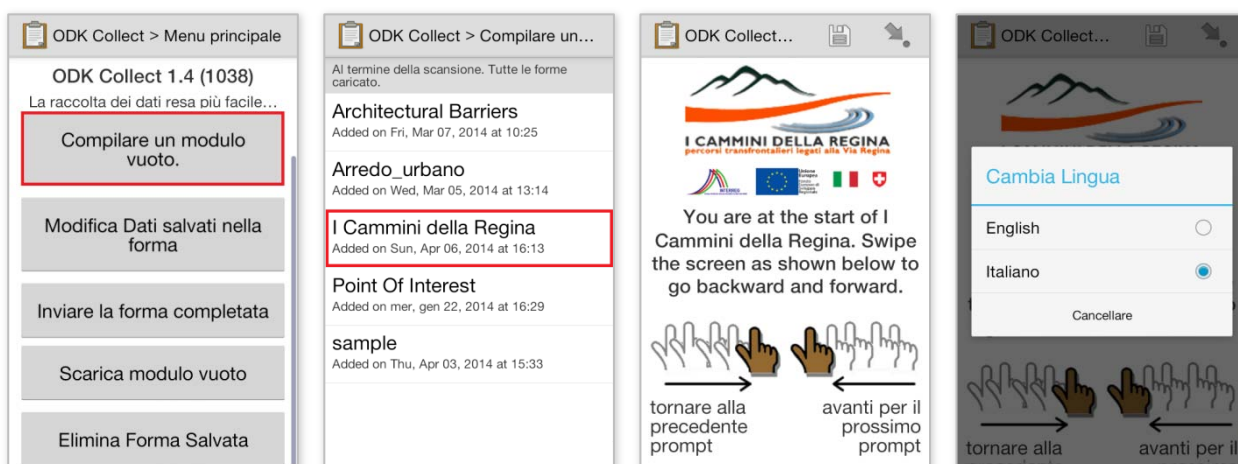 ODK Collect > Menu principale
ODK Collect 1.4 (1038)
La raccolta dei dati resa più facile...
Compilare un modulo
vuoto.
Modifica Dati salvati nella
forma
Inviare la forma completata
Scarica modulo vuoto
Elimina Forma Salvata
ODK Collect > Compilare un...
Al termine della scansione. Tutte le forme
caricato.
Architectural Barriers
Added on Fri, Mar 07, 2014 at 10:25
Arredo_urbano
Added on Wed, Mar 05, 2014 at 13:14
I Cammini della Regina
Added on Sun, Apr 06, 2014 at 16:13
Point Of Interest
Added on mer, gen 22, 2014 at 16:29
sample
Added on Thu, Apr 03, 2014 at 15:33
ODK Collect...
I CAMMINI DELLA REGINA
percorsi transfrontalieri legati alla Via Regina
INTERREG
You are at the start of I
Cammini della Regina. Swipe
the screen as shown below to
go backward and forward.
tornare alla
precedente
prompt
avanti per il
prossimo
prompt
ODK Collect...
Cambia Lingua
English
Italiano
Cancellare
tornare alla
avanti per il